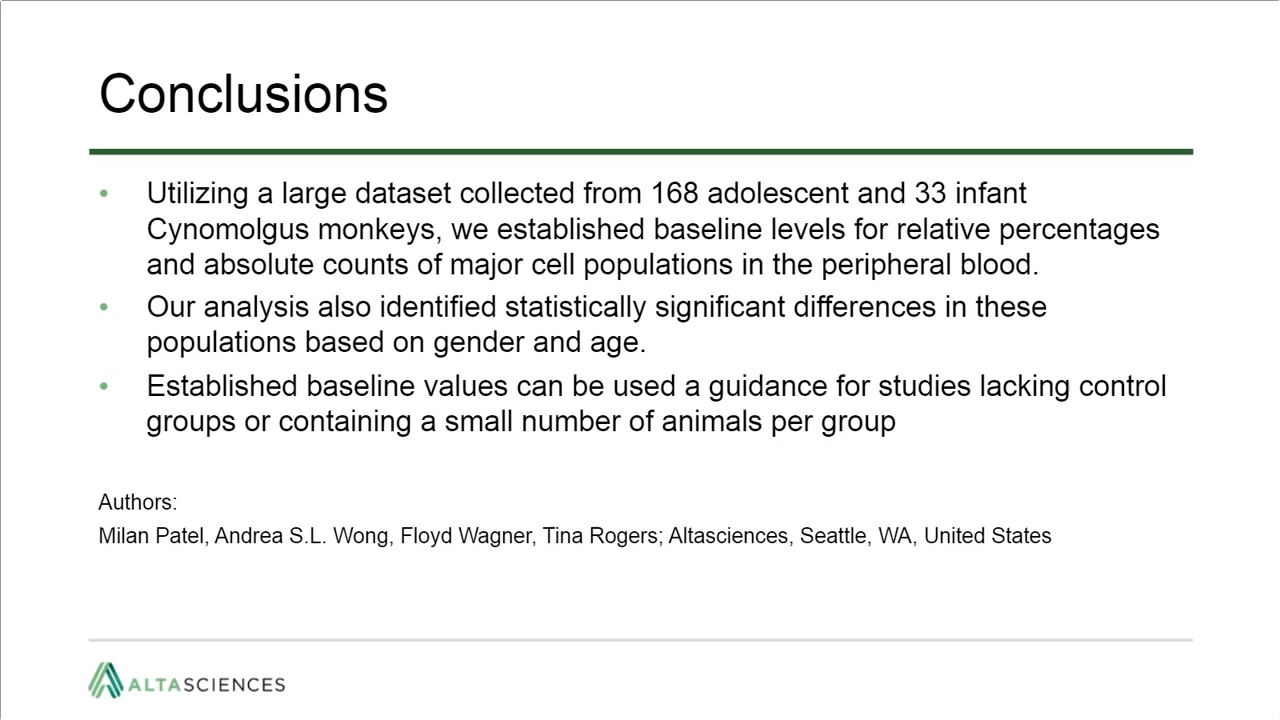 Conclusions
• Utilizing a large dataset collected from 168 adolescent and 33 infant
Cynomolgus monkeys, we established baseline levels for relative percentages
and absolute counts of major cell populations in the peripheral blood.
• Our analysis also identified statistically significant differences in these
populations based on gender and age.
• Established baseline values can be used a guidance for studies lacking control
groups or containing a small number of animals per group
Authors:
Milan Patel, Andrea S.L. Wong, Floyd Wagner, Tina Rogers; Altasciences, Seattle, WA, United States
ALTASCIENCES